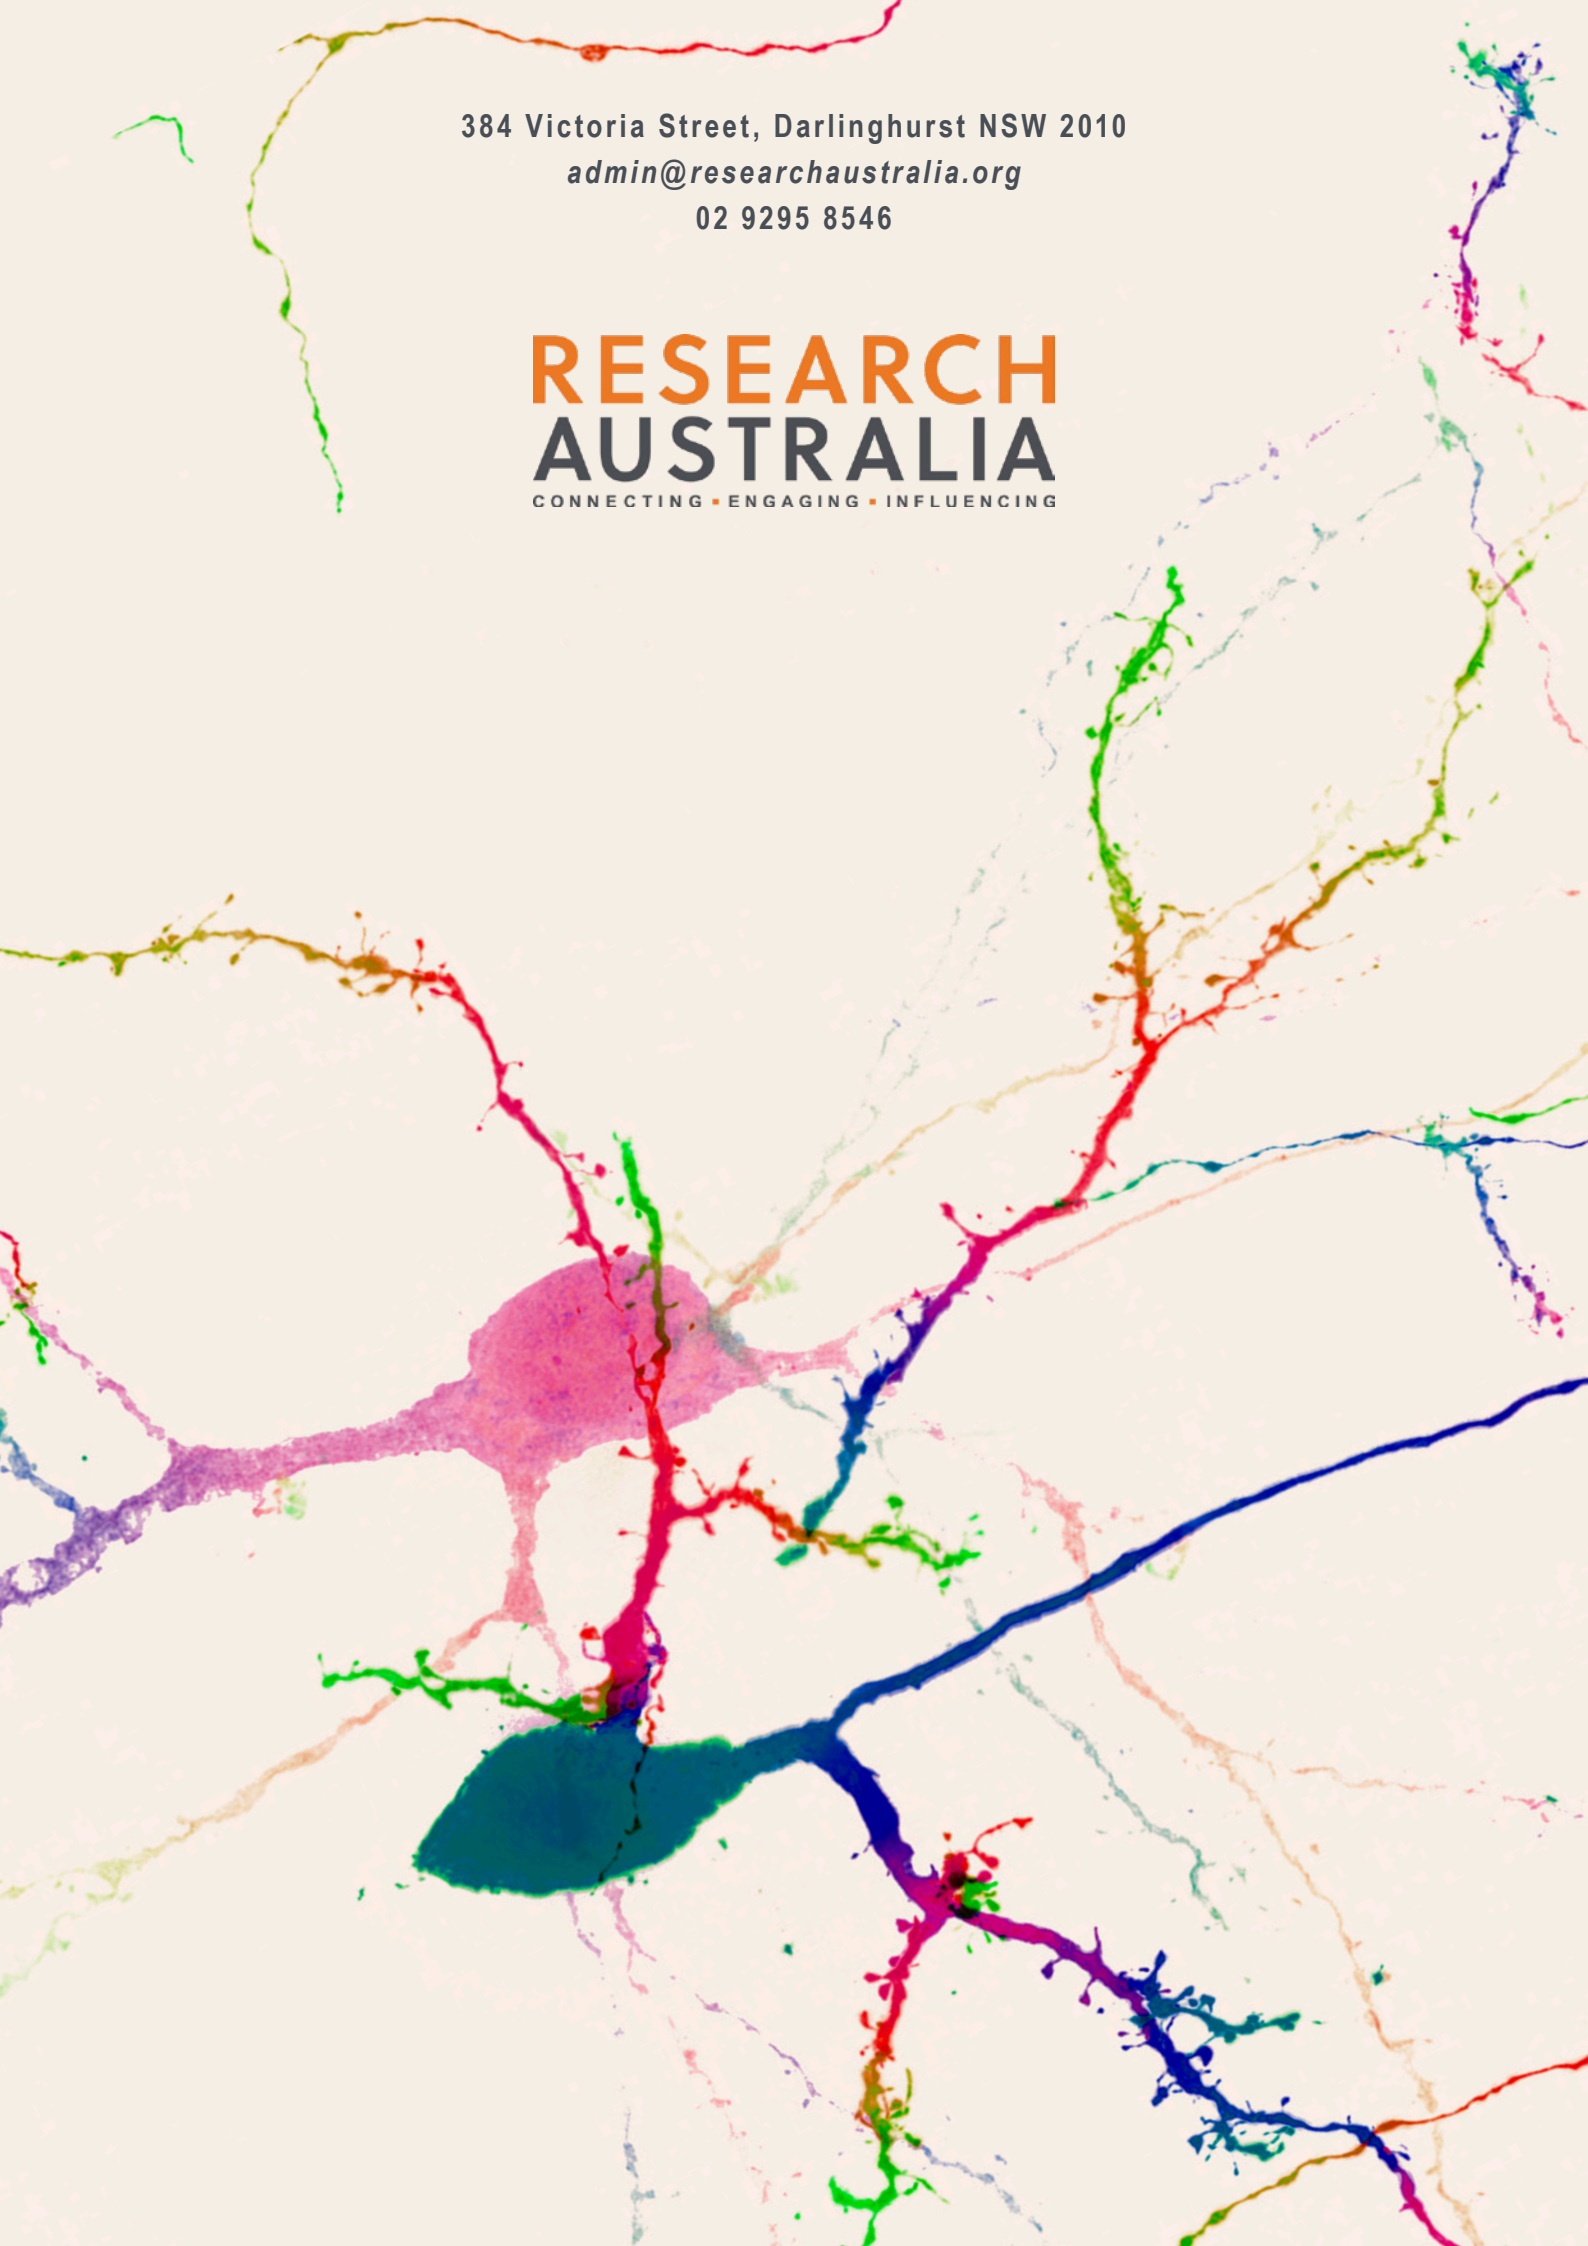 384 Victoria Street, Darlinghurst NSW 2010
admin@researchaustralia.org
02 9295 8546
RESEARCH
AUSTRALIA
CONNECTING ▪ ENGAGING ▪ INFLUENCING